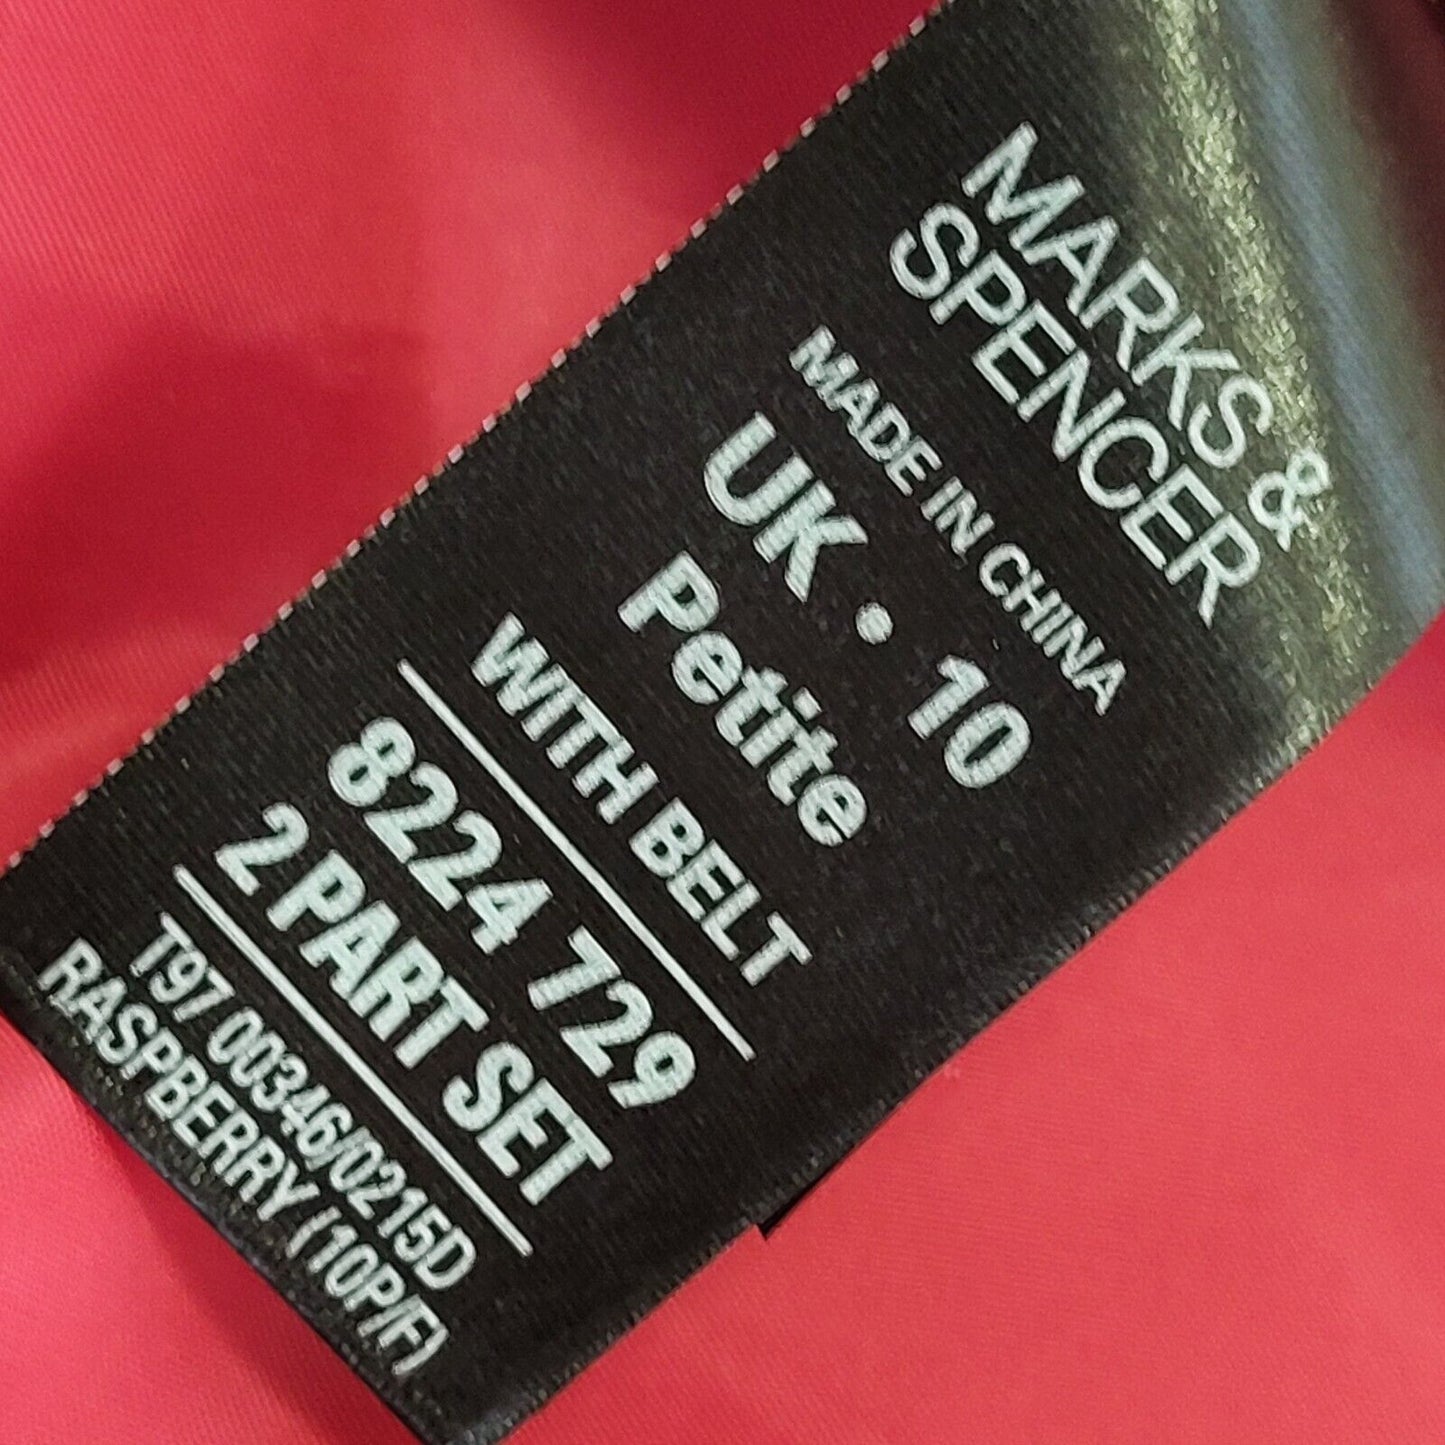 MARKS &
SPENCER
MADE IN CHINA
UK • 10
Petite
WITH BELT
8224 729
2 PART SET
T97 00346/0215D
RASPBERRY (10P/F)